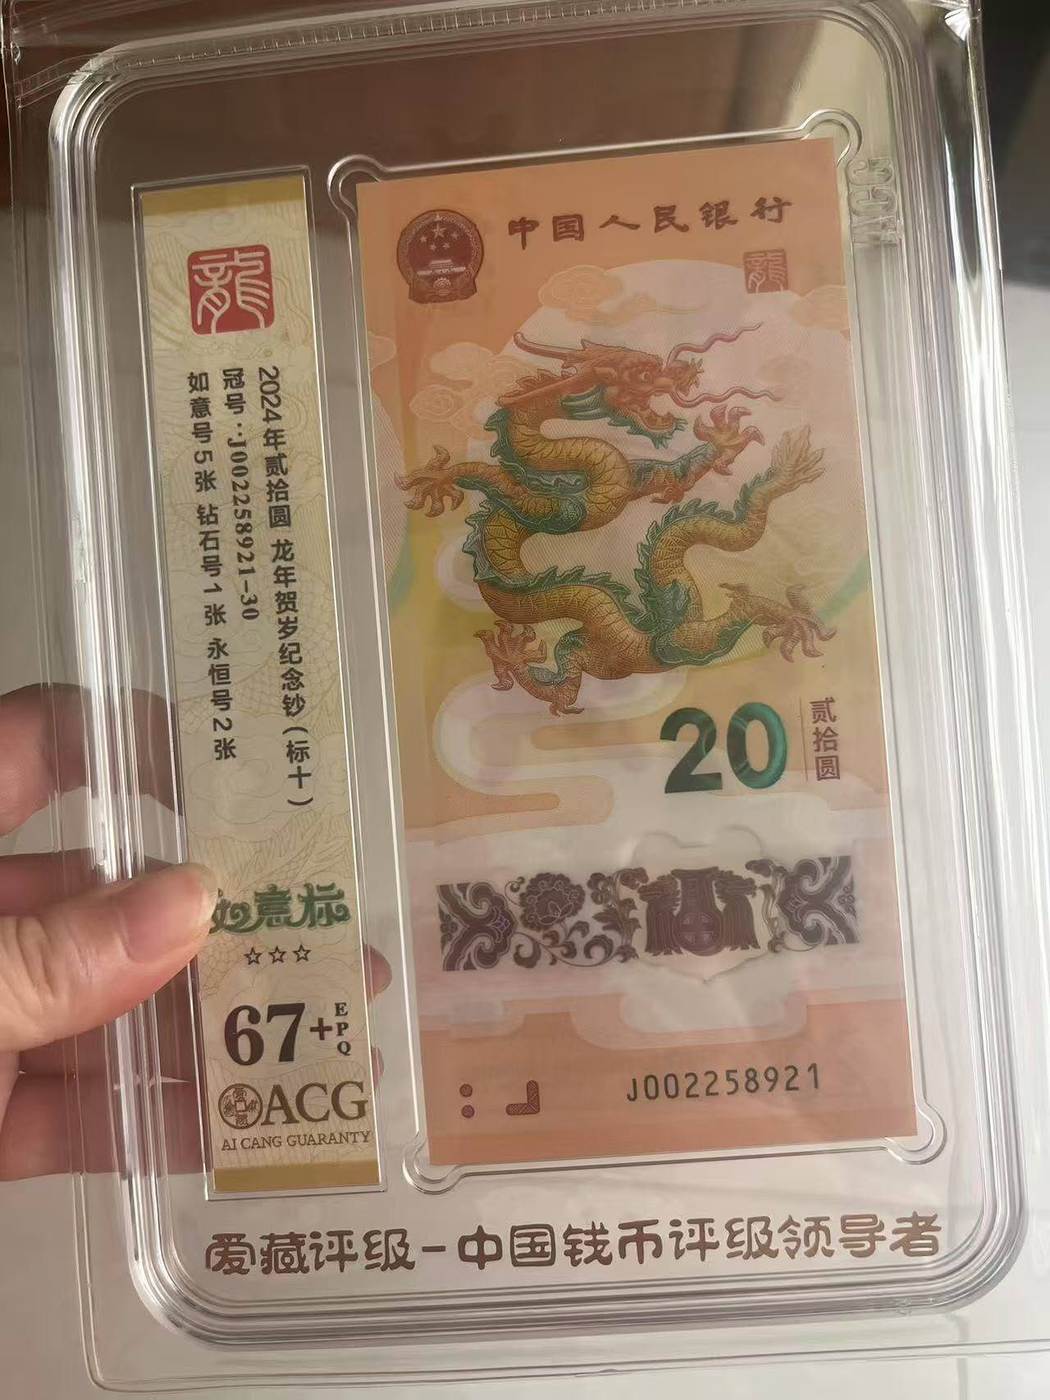 中国人民银行
龍
贰拾圆
20
J002258921
龍
2024年贰拾圆 龙年贺岁纪念钞(标十)
冠号:J002258921-30
如意号5张 钻石号1张 永恒号2张
如意标
☆☆☆
67+EPQ
ACG
AI CANG GUARANTY
爱藏评级-中国钱币评级领导者
ACG